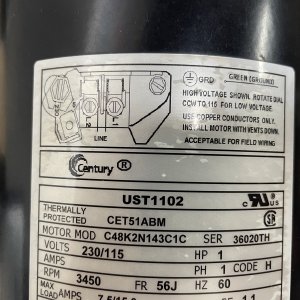 GRD GREEN (GROUND)
HIGH VOLTAGE SHOWN. ROTATE DIAL
CCW TO 115 FOR LOW VOLTAGE.
USE COPPER CONDUCTORS ONLY.
INSTALL MOTOR WITH VENTS DOWN.
ACCEPTABLE FOR FIELD WIRING
LINE
Century ®
UST1102
THERMALLY
PROTECTED CET51ABM
MOTOR MOD C48K2N143C1C SER 36020TH
VOLTS 230/115 HP 1
AMPS PH 1 CODE H
RPM 3450 FR 56J HZ 60
MAX
LOAD